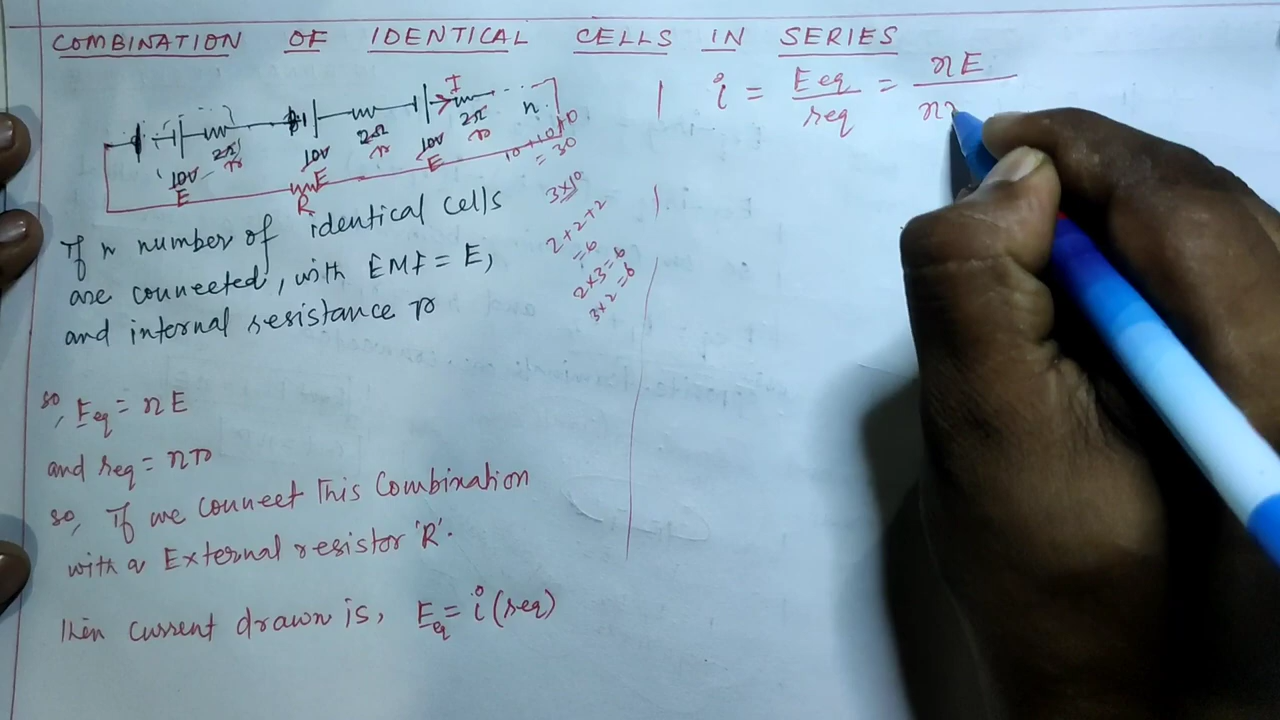 COMBINATION OF IDENTICAL CELLS IN SERIES
I
n
2Ω 2Ω 2Ω
r r r
10V 10V 10V
E E E
R
10+10+10
= 30
3×10
2+2+2
=6
2×3=6
3×2=6
If n number of identical cells
are connected, with EMF = E,
and internal resistance r
so, Eeq = nE
and req = nr
so, If we connect This Combination
with a External resistor 'R'.
Then current drawn is, Eeq = i(req)
i = Eeq/req = nE/nr